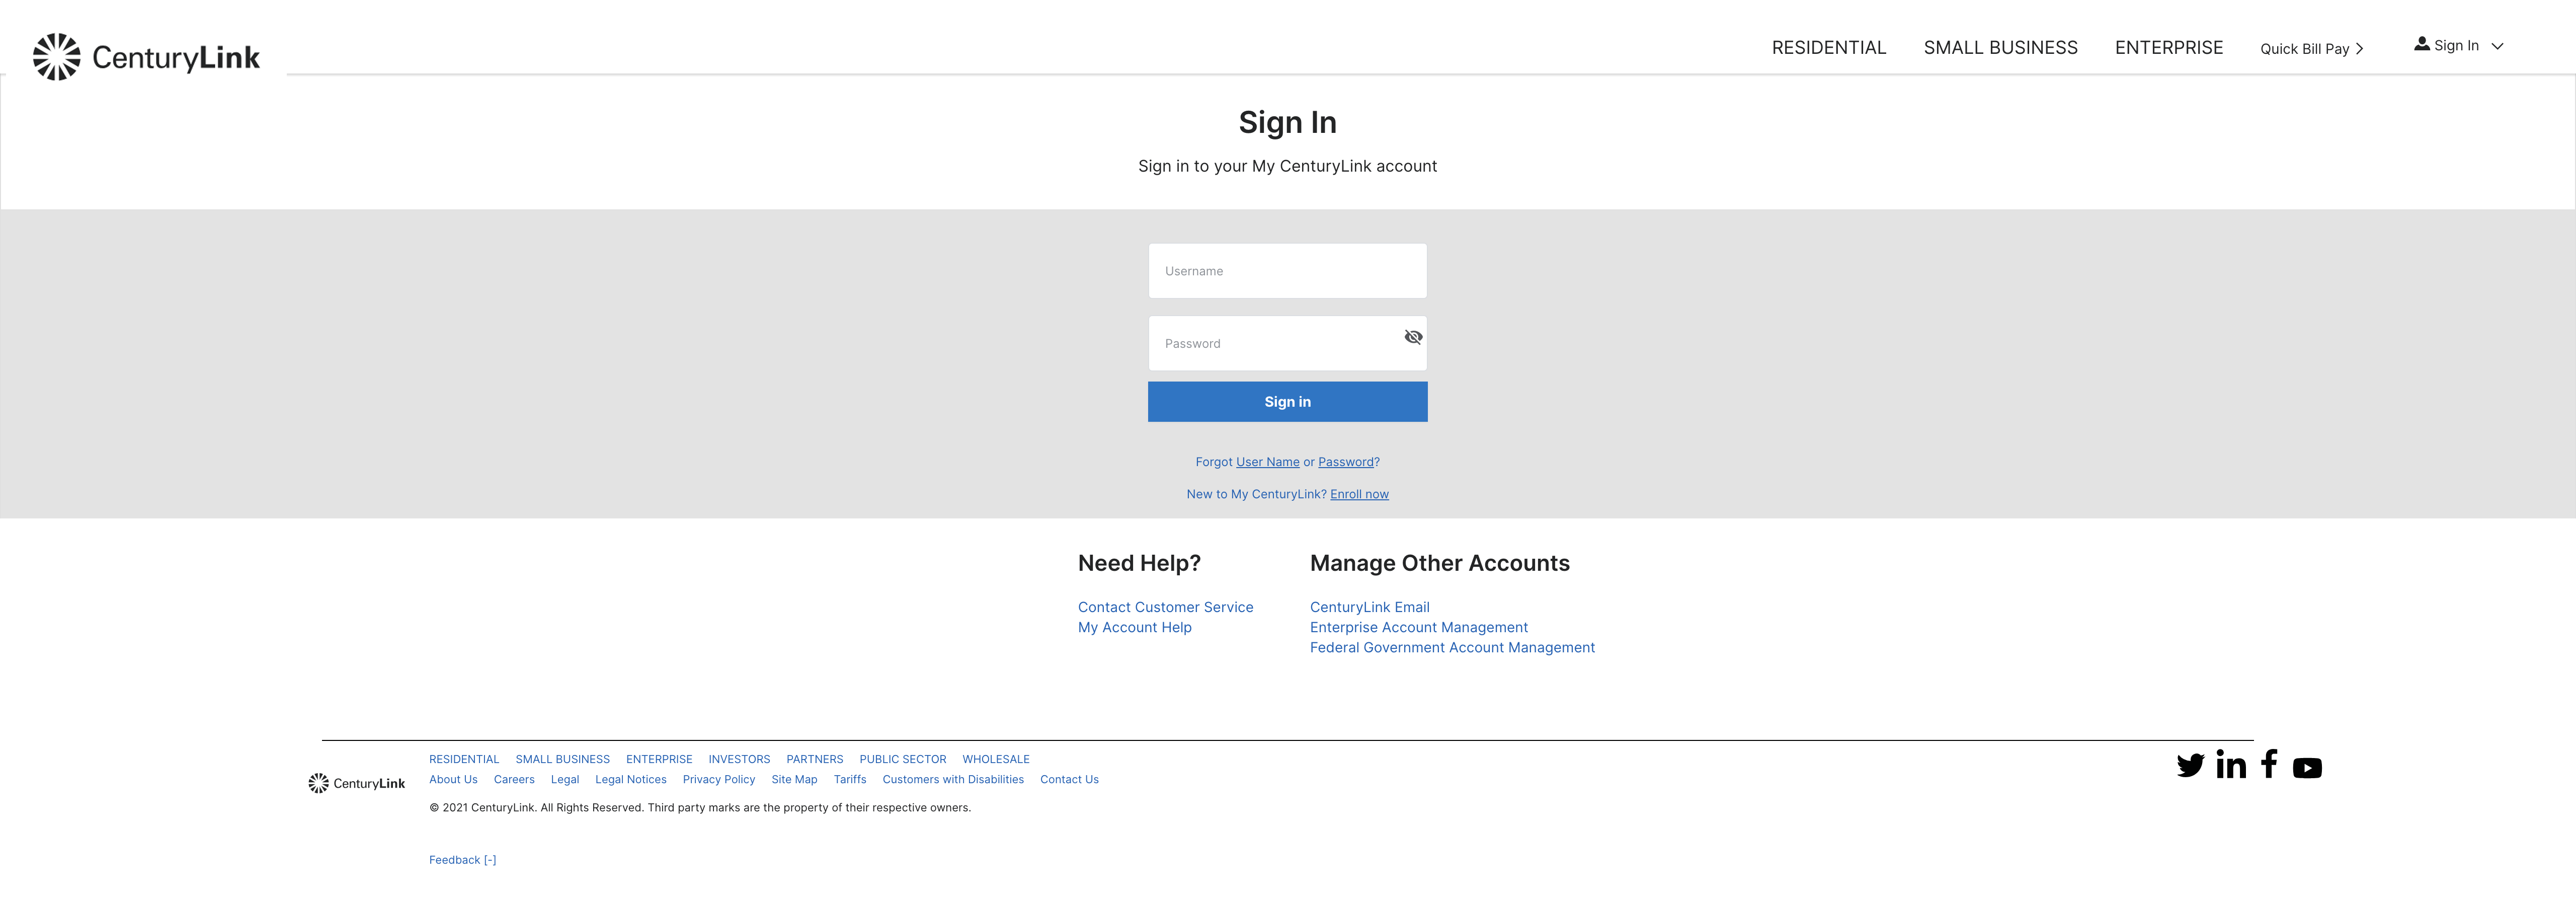 CenturyLink
RESIDENTIAL SMALL BUSINESS ENTERPRISE Quick Bill Pay Sign In
Sign In
Sign in to your My CenturyLink account
Username
Password
Sign in
Forgot User Name or Password?
New to My CenturyLink? Enroll now
Need Help?
Contact Customer Service
My Account Help
Manage Other Accounts
CenturyLink Email
Enterprise Account Management
Federal Government Account Management
CenturyLink
RESIDENTIAL SMALL BUSINESS ENTERPRISE INVESTORS PARTNERS PUBLIC SECTOR WHOLESALE
About Us Careers Legal Legal Notices Privacy Policy Site Map Tariffs Customers with Disabilities Contact Us
© 2021 CenturyLink. All Rights Reserved. Third party marks are the property of their respective owners.
Feedback [-]